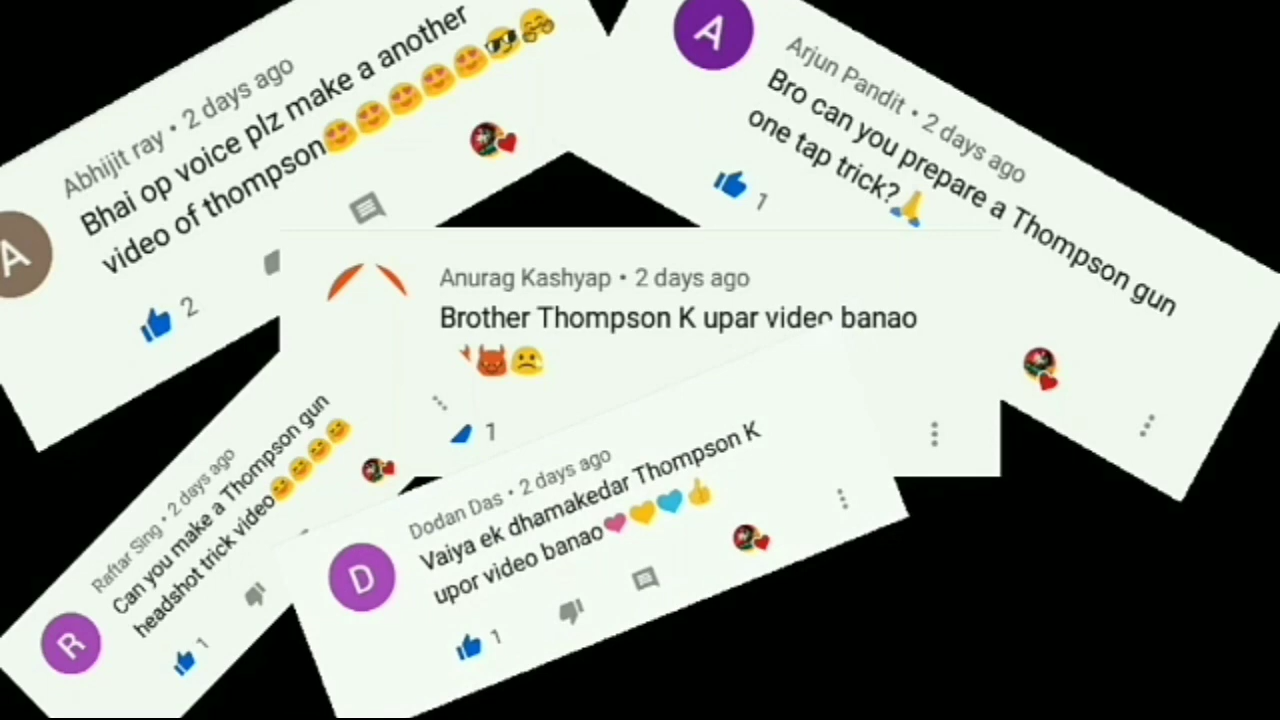 Abhijit ray • 2 days ago
Bhai op voice plz make a another
video of thompson😍😍😍😍😍😎🤗
A
2
A
Arjun Pandit • 2 days ago
Bro can you prepare a Thompson gun
one tap trick?🙏
1
Anurag Kashyap • 2 days ago
Brother Thompson K upar video banao
1
Raftar Sing • 2 days ago
Can you make a Thompson gun
headshot trick video😄😄😄😄
R
1
Dodan Das • 2 days ago
Vaiya ek dhamakedar Thompson K
upor video banao❤💛💙👍
D
1